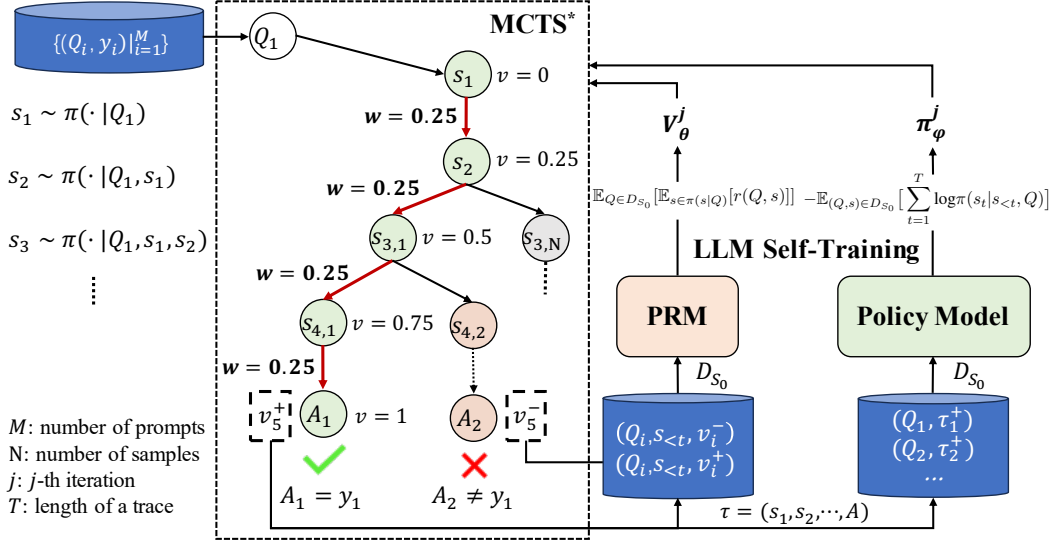 MCTS*
{(Q_i, y_i)|_{i=1}^M}
Q_1
s_1 v = 0
s_1 ~ π(· |Q_1)
w = 0.25
V_θ^j
π_φ^j
s_2 v = 0.25
s_2 ~ π(· |Q_1, s_1)
w = 0.25
𝔼_{Q∈D_{S_0}}[𝔼_{s∈π(s|Q)}[r(Q, s)]]
−𝔼_{(Q,s)∈D_{S_0}}[∑_{t=1}^T logπ(s_t|s_{<t}, Q)]
s_3 ~ π(· |Q_1, s_1, s_2)
s_{3,1} v = 0.5
s_{3,N}
LLM Self-Training
w = 0.25
PRM
Policy Model
s_{4,1} v = 0.75
s_{4,2}
w = 0.25
D_{S_0}
D_{S_0}
v_5^+
A_1 v = 1
A_2
v_5^-
(Q_i, s_{<t}, v_i^-)
(Q_i, s_{<t}, v_i^+)
(Q_1, τ_1^+)
(Q_2, τ_2^+)
...
M: number of prompts
N: number of samples
j: j-th iteration
T: length of a trace
A_1 = y_1
A_2 ≠ y_1
τ = (s_1, s_2, ⋯, A)